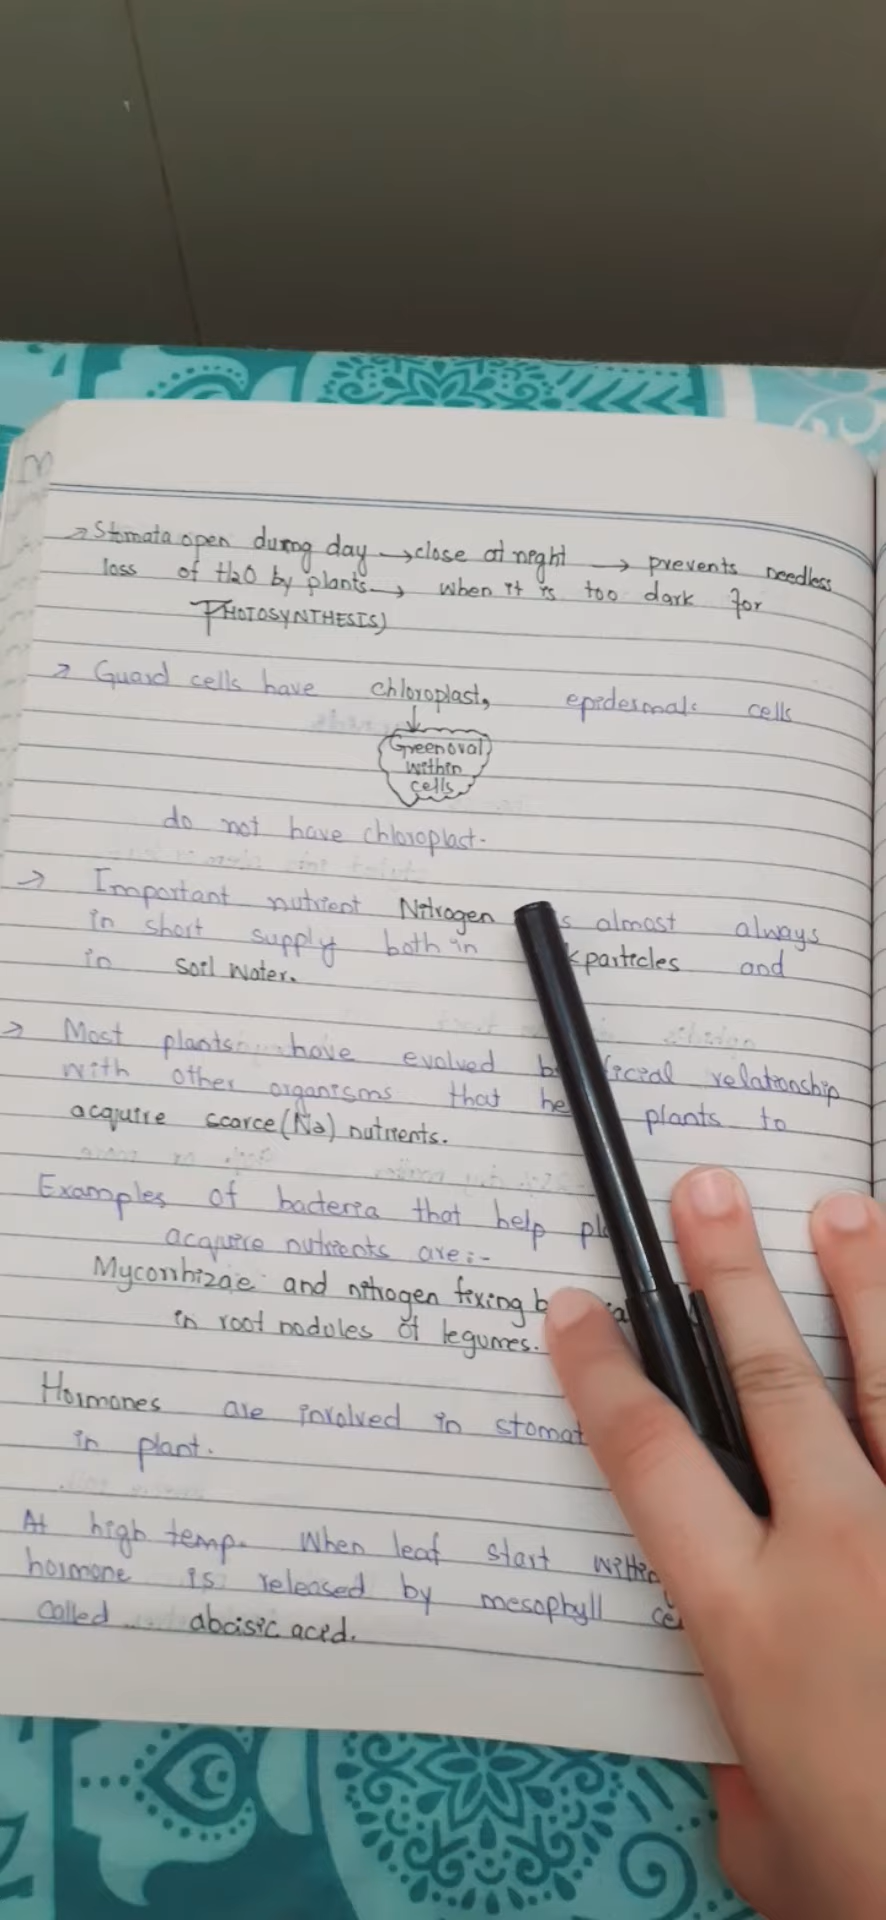 → Stomata open during day → close at night → prevents needless
loss of H2O by plants → when it is too dark for
PHOTOSYNTHESIS)
→ Guard cells have chloroplast, epidermal cells
Green oval
within
cells
do not have chloroplast.
→ Important nutrient Nitrogen almost always
in short supply both in particles and
in soil water.
→ Most plants have evolved relationship
with other organisms that plants to
acquire scarce (Na) nutrients.
Examples of bacteria that help
acquire nutrients are:-
Mycorrhizae and nitrogen fixing
in root nodules of legumes.
Hormones are involved in
in plant.
At high temp. When leaf start
hormone is released by mesophyll
called abcisic acid.